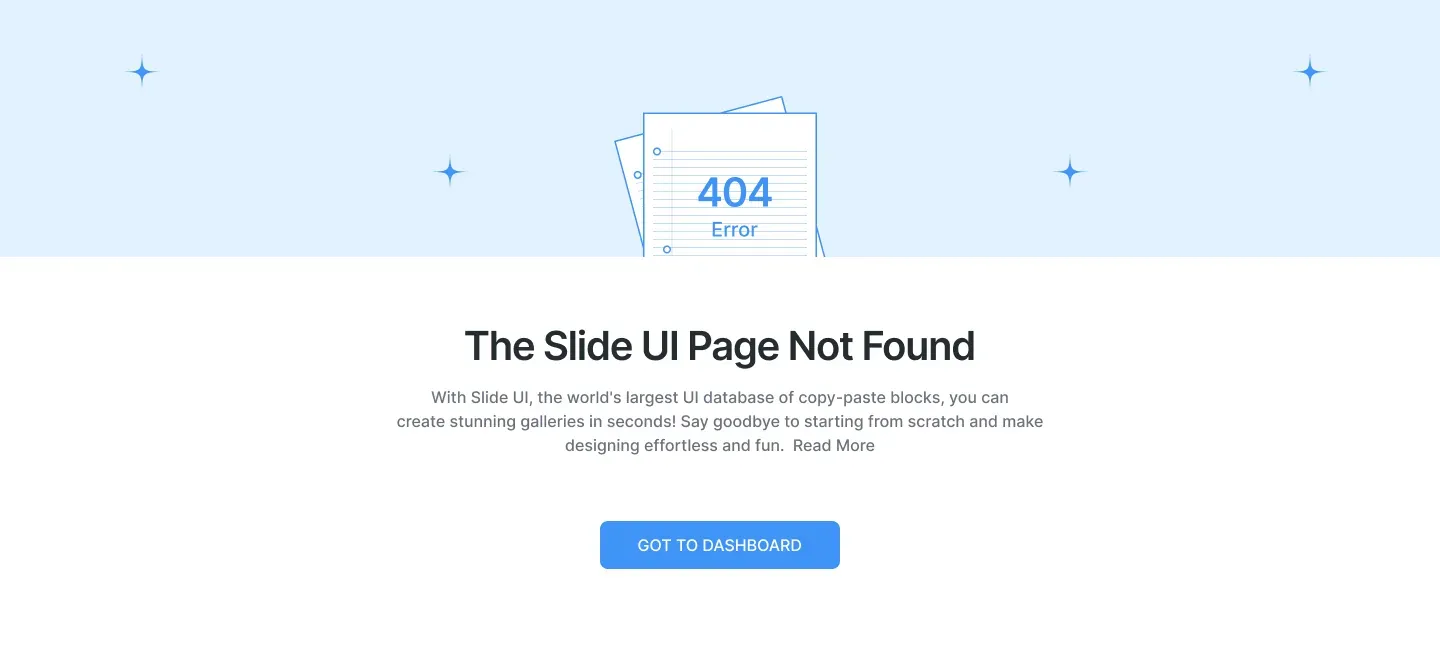 404
Error
The Slide UI Page Not Found
With Slide UI, the world's largest UI database of copy-paste blocks, you can
create stunning galleries in seconds! Say goodbye to starting from scratch and make
designing effortless and fun.  Read More
GOT TO DASHBOARD